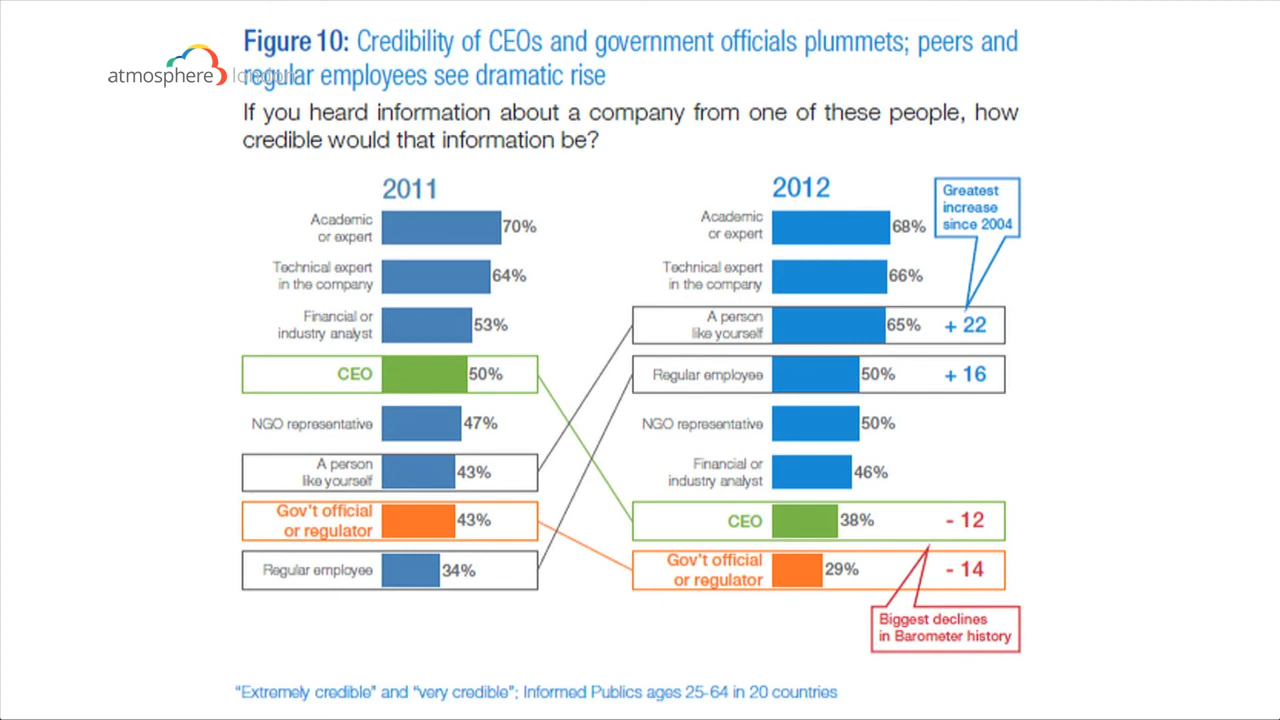 Figure 10: Credibility of CEOs and government officials plummets; peers and
regular employees see dramatic rise
atmosphere london
If you heard information about a company from one of these people, how
credible would that information be?
2011
Academic
or expert
70%
Technical expert
in the company
64%
Financial or
industry analyst
53%
CEO
50%
NGO representative
47%
A person
like yourself
43%
Gov't official
or regulator
43%
Regular employee
34%
2012
Greatest
increase
since 2004
Academic
or expert
68%
Technical expert
in the company
66%
A person
like yourself
65%
+ 22
Regular employee
50%
+ 16
NGO representative
50%
Financial or
industry analyst
46%
CEO
38%
- 12
Gov't official
or regulator
29%
- 14
Biggest declines
in Barometer history
"Extremely credible" and "very credible"; Informed Publics ages 25-64 in 20 countries